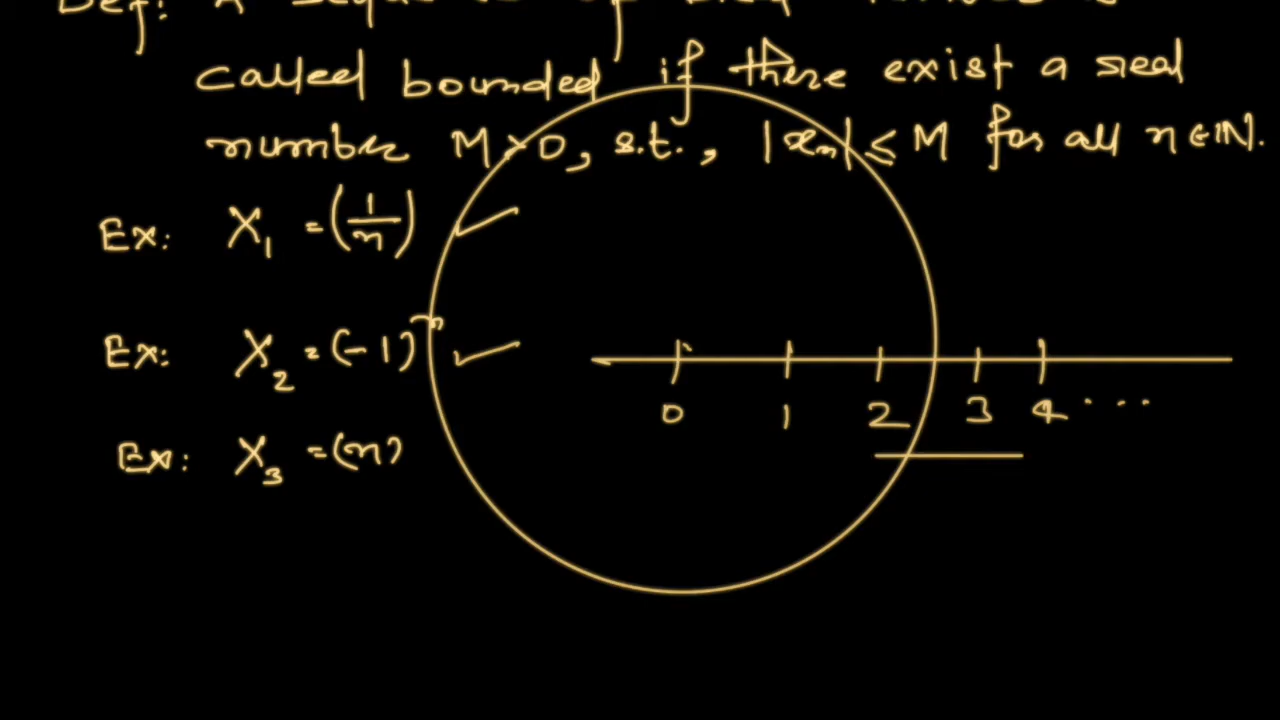 Def: A
called bounded if there exist a real
number M > 0, s.t., |xₙ| ≤ M for all n ∈ ℕ.
Ex: X₁ = (1/n) ✓
Ex: X₂ = (-1)ⁿ ✓
Ex: X₃ = (n)
0 1 2 3 4 ...